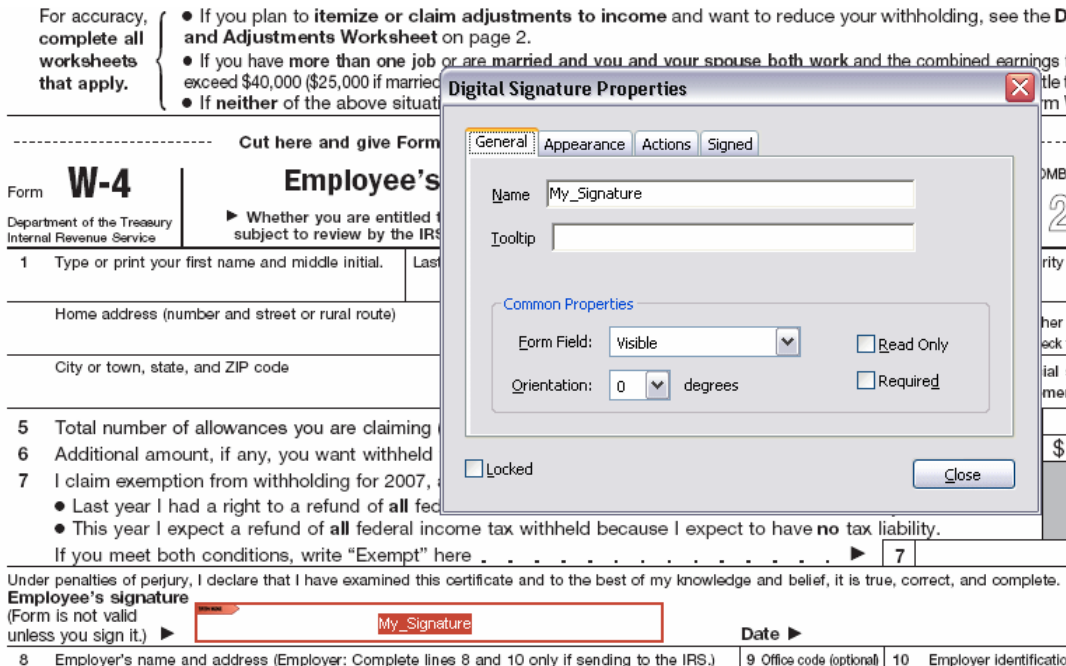 For accuracy, complete all worksheets that apply.
• If you plan to itemize or claim adjustments to income and want to reduce your withholding, see the D
and Adjustments Worksheet on page 2.
• If you have more than one job or are married and you and your spouse both work and the combined earnings
exceed $40,000 ($25,000 if married
• If neither of the above situati
Cut here and give Form
Form W-4
Department of the Treasury
Internal Revenue Service
Employee's
► Whether you are entitled
subject to review by the IRS
OMB
2
1 Type or print your first name and middle initial.
Last
rity
Home address (number and street or rural route)
City or town, state, and ZIP code
5 Total number of allowances you are claiming (
6 Additional amount, if any, you want withheld
$
7 I claim exemption from withholding for 2007,
• Last year I had a right to a refund of all fed
• This year I expect a refund of all federal income tax withheld because I expect to have no tax liability.
If you meet both conditions, write “Exempt” here . . . . . . . . . . . . . ► 7
Under penalties of perjury, I declare that I have examined this certificate and to the best of my knowledge and belief, it is true, correct, and complete.
Employee's signature
(Form is not valid
unless you sign it.) ►
My_Signature
Date ►
8 Employer's name and address (Employer: Complete lines 8 and 10 only if sending to the IRS.)
9 Office code (optional)
10 Employer identificatio
Digital Signature Properties
General
Appearance
Actions
Signed
Name My_Signature
Tooltip
Common Properties
Form Field: Visible
Read Only
Orientation: 0 degrees
Required
Locked
Close